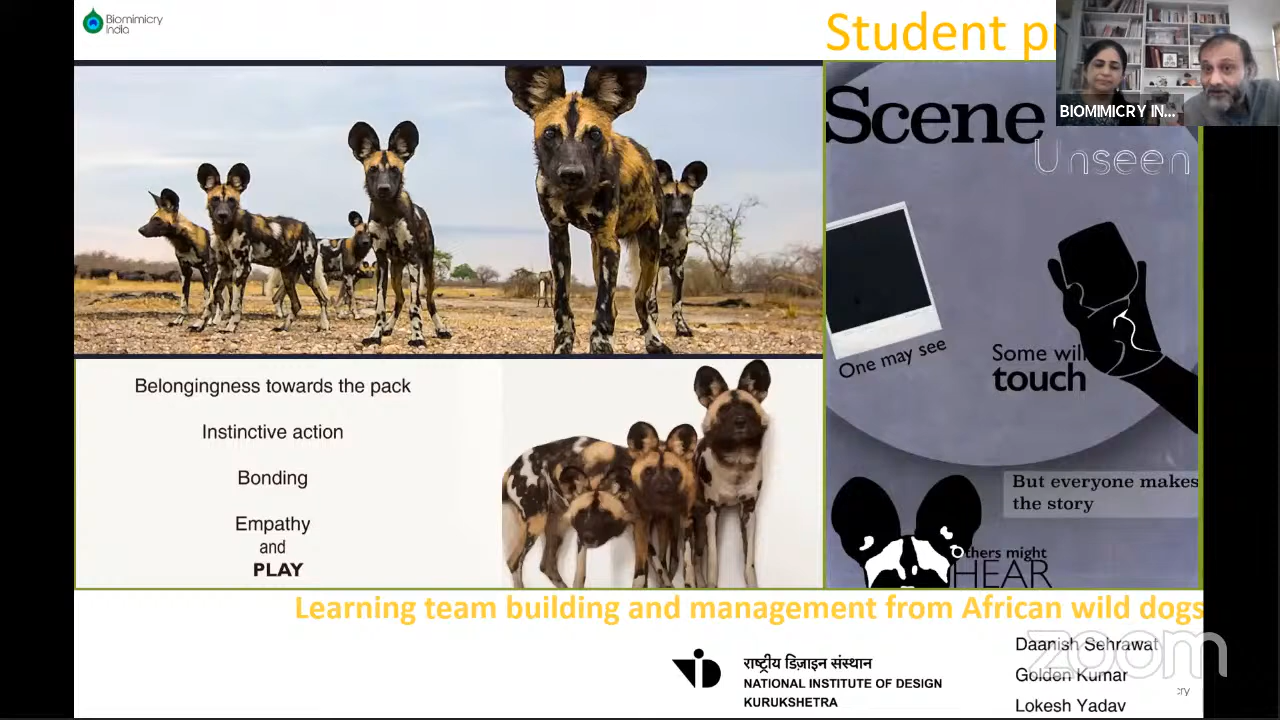 Biomimicry
India
Student pr
BIOMIMICRY IN...
Scene
Unseen
One may see
Some will
touch
But everyone makes
the story
Others might
HEAR
Belongingness towards the pack
Instinctive action
Bonding
Empathy
and
PLAY
Learning team building and management from African wild dogs
राष्ट्रीय डिज़ाइन संस्थान
NATIONAL INSTITUTE OF DESIGN
KURUKSHETRA
Daanish Sehrawat
Golden Kumar
Lokesh Yadav
zoom